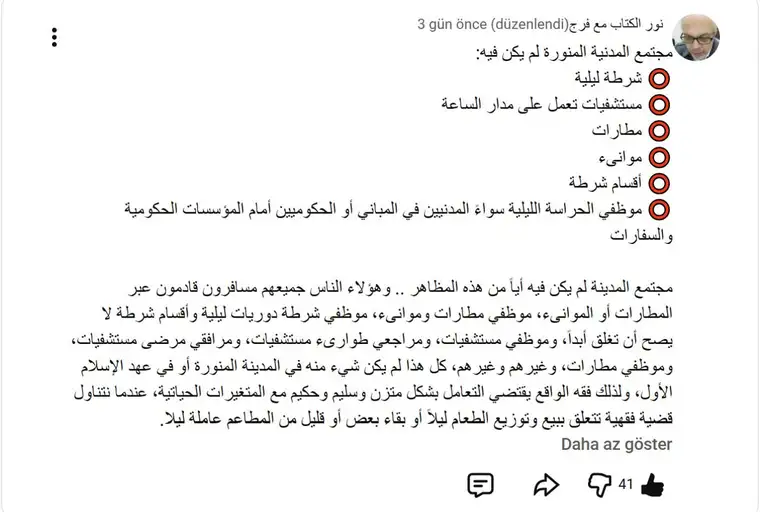 نور الكتاب مع فرج(düzenlendi) 3 gün önce
مجتمع المدنية المنورة لم يكن فيه:
⭕ شرطة ليلية
⭕ مستشفيات تعمل على مدار الساعة
⭕ مطارات
⭕ موانىء
⭕ أقسام شرطة
⭕ موظفي الحراسة الليلية سواءً المدنيين في المباني أو الحكوميين أمام المؤسسات الحكومية
والسفارات
مجتمع المدينة لم يكن فيه أياً من هذه المظاهر .. وهؤلاء الناس جميعهم مسافرون قادمون عبر
المطارات أو الموانىء، موظفي مطارات وموانىء، موظفي شرطة دوريات ليلية وأقسام شرطة لا
يصح أن تغلق أبداً، وموظفي مستشفيات، ومراجعي طوارىء مستشفيات، ومرافقي مرضى مستشفيات،
وموظفي مطارات، وغيرهم وغيرهم، كل هذا لم يكن شيء منه في المدينة المنورة أو في عهد الإسلام
الأول، ولذلك فقه الواقع يقتضي التعامل بشكل متزن وسليم وحكيم مع المتغيرات الحياتية، عندما نتناول
قضية فقهية تتعلق ببيع وتوزيع الطعام ليلاً أو بقاء بعض أو قليل من المطاعم عاملة ليلا.
Daha az göster
41